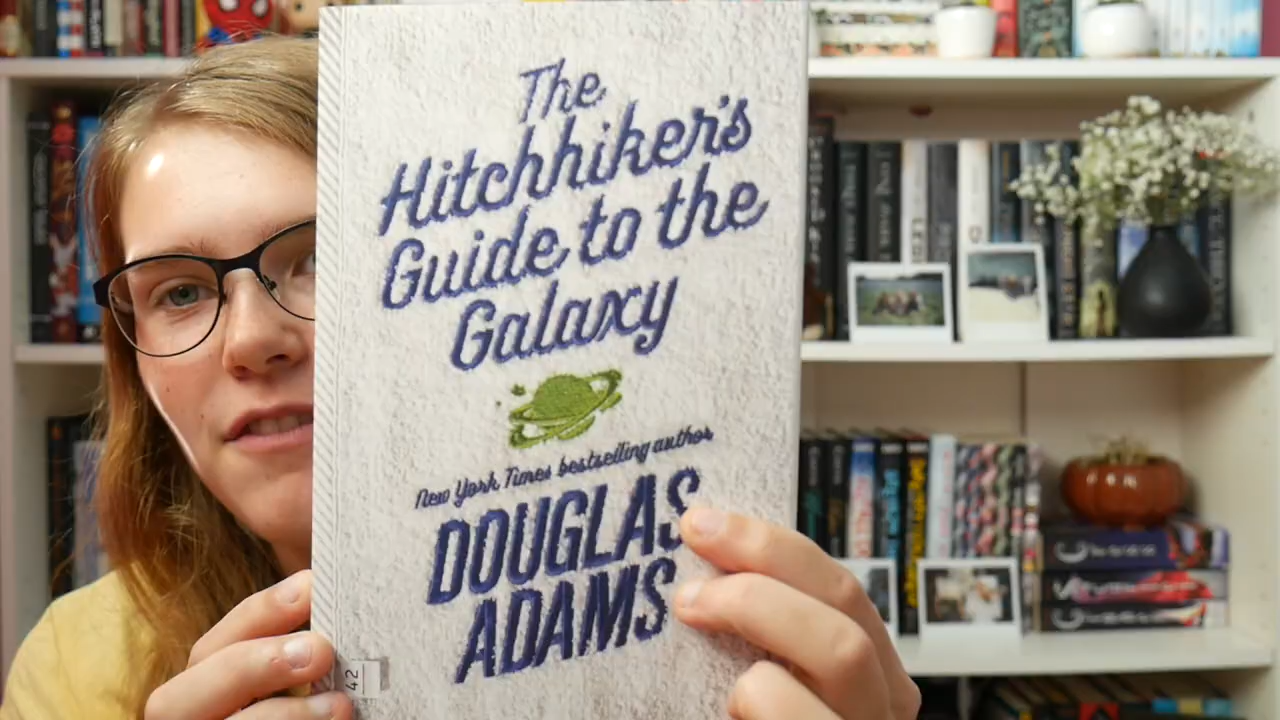 The
Hitchhiker's
Guide to the
Galaxy
New York Times bestselling author
DOUGLAS
ADAMS
42